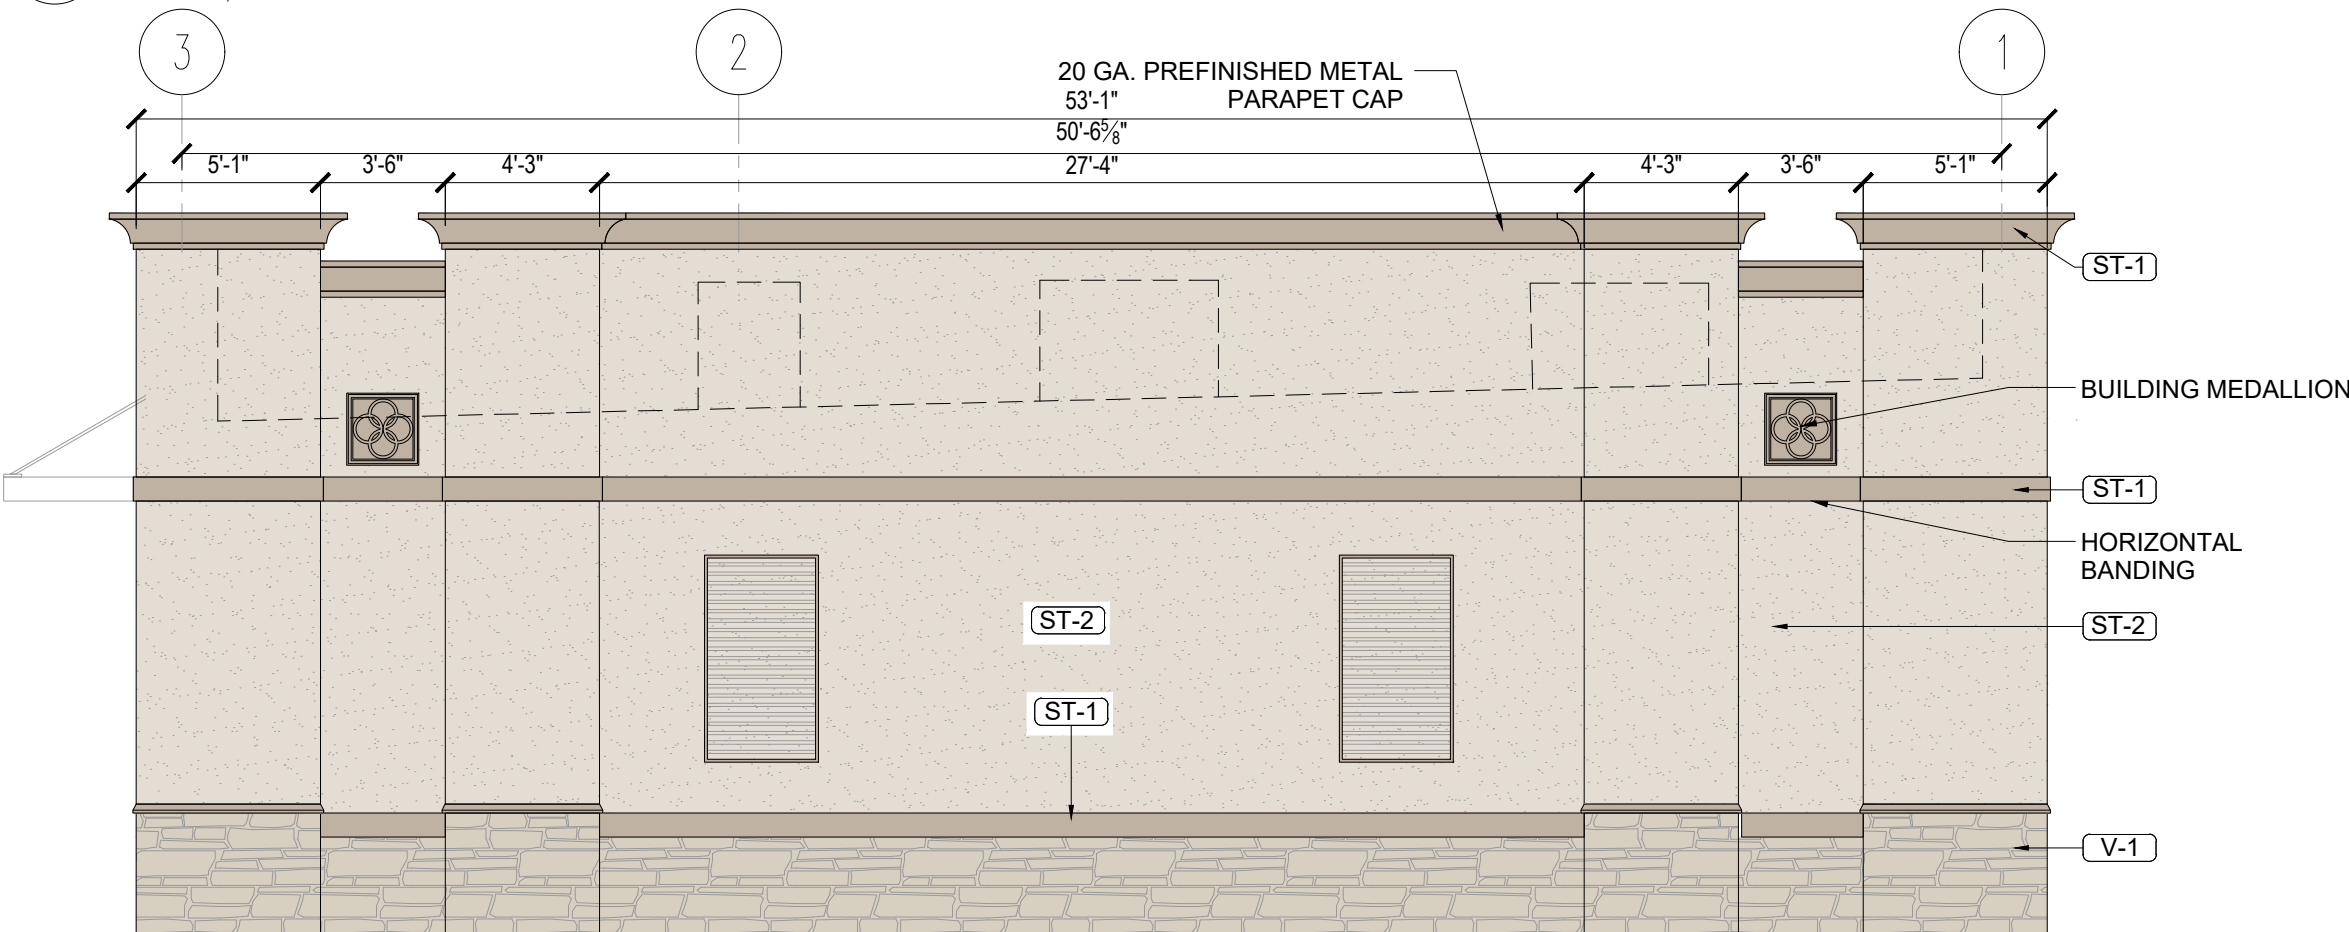 3
2
1
20 GA. PREFINISHED METAL
PARAPET CAP
53'-1"
50'-6⅝"
5'-1"
3'-6"
4'-3"
27'-4"
4'-3"
3'-6"
5'-1"
ST-1
BUILDING MEDALLION
ST-1
HORIZONTAL
BANDING
ST-2
ST-2
ST-1
V-1